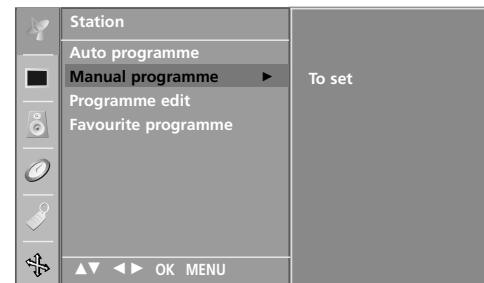 Station
Auto programme
Manual programme ►
To set
Programme edit
Favourite programme
▲▼ ◄► OK MENU